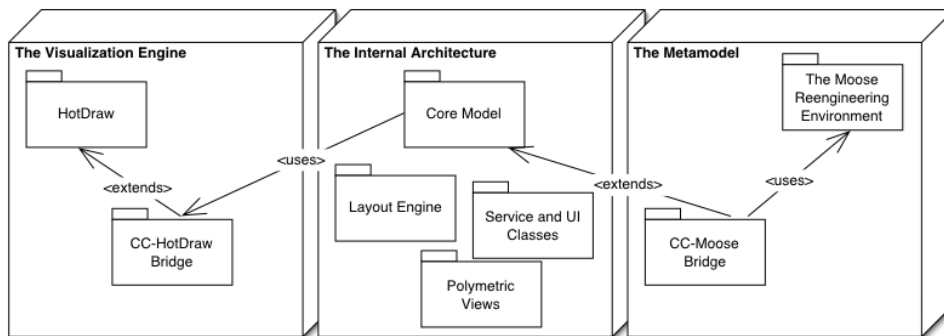 The Visualization Engine
HotDraw
<extends>
CC-HotDraw
Bridge
<uses>
The Internal Architecture
Core Model
Layout Engine
Service and UI
Classes
Polymetric
Views
<extends>
The Metamodel
The Moose
Reengineering
Environment
<uses>
CC-Moose
Bridge